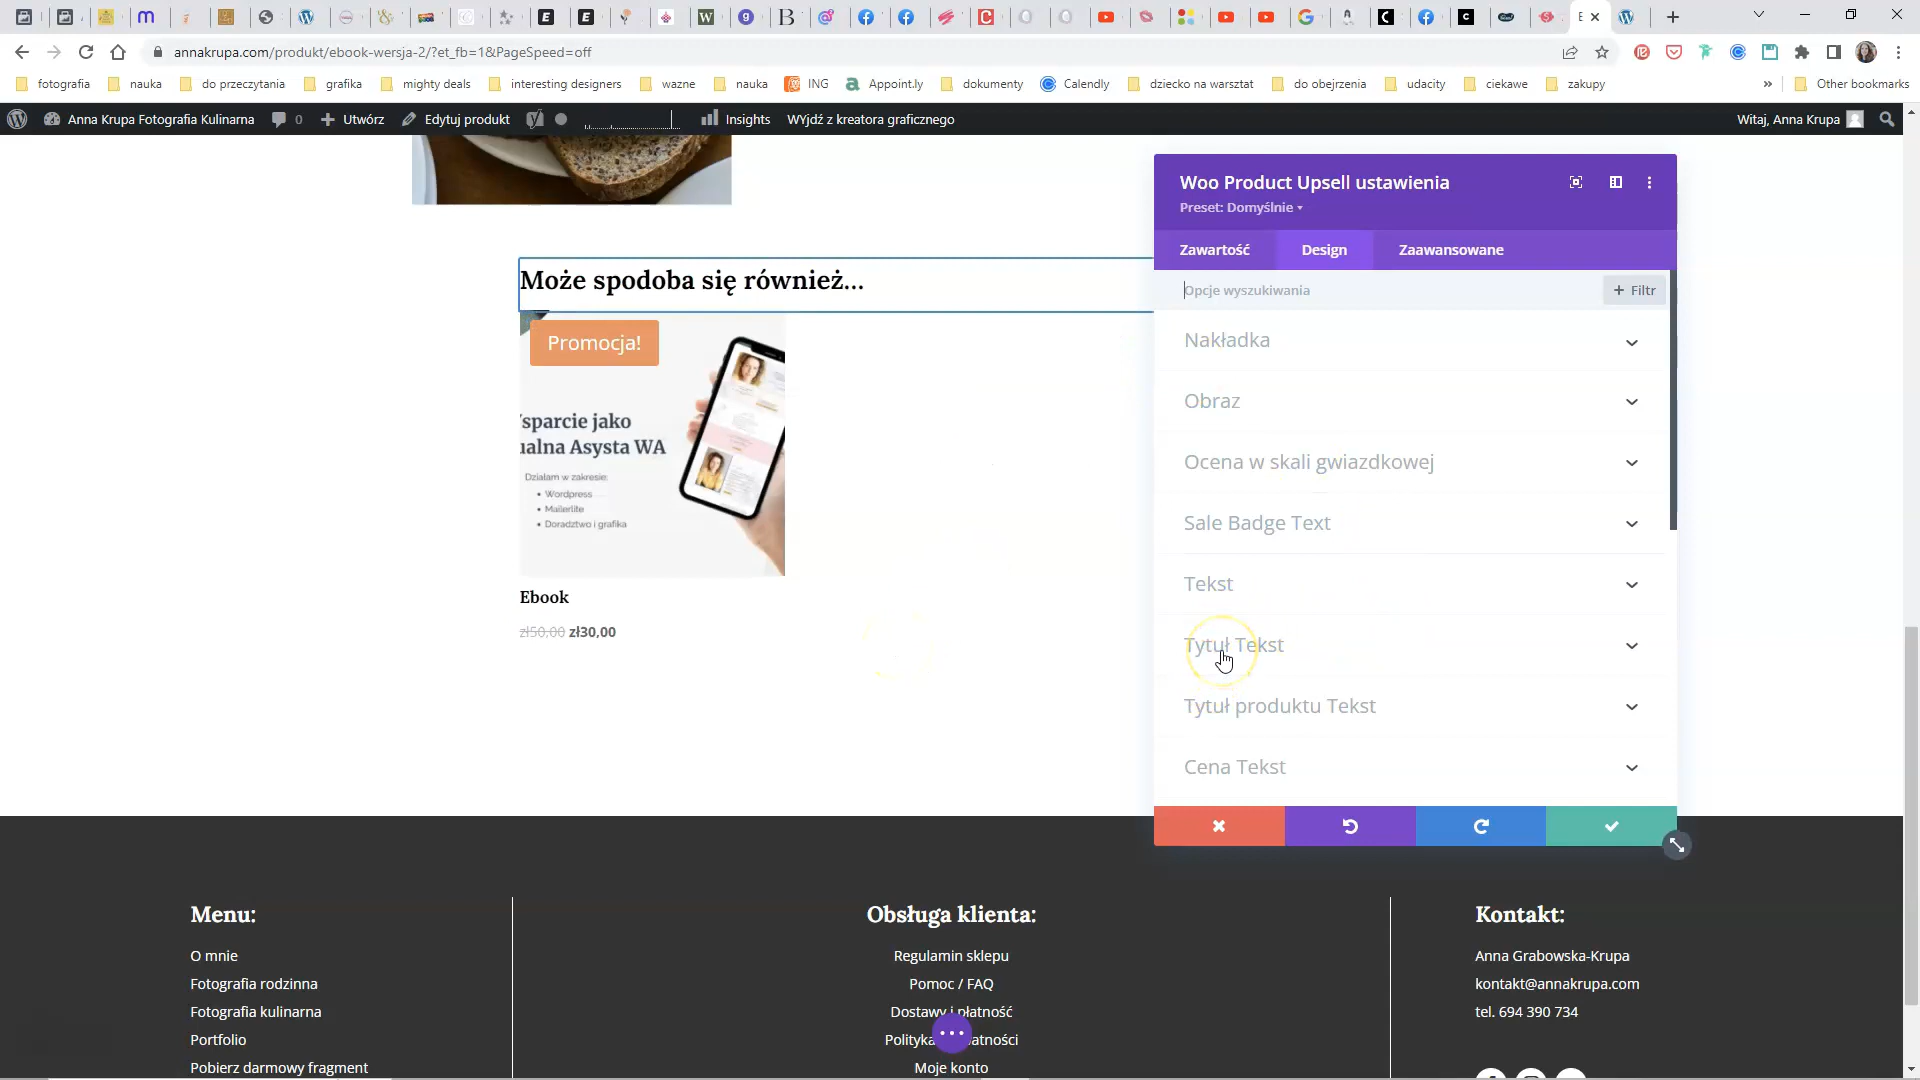 annakrupa.com/produkt/ebook-wersja-2/?et_fb=1&PageSpeed=off
fotografia nauka do przeczytania grafika mighty deals interesting designers wazne nauka ING Appoint.ly dokumenty Calendly dziecko na warsztat do obejrzenia udacity ciekawe zakupy » Other bookmarks
Anna Krupa Fotografia Kulinarna 0 Utwórz Edytuj produkt Insights WYjdź z kreatora graficznego Witaj, Anna Krupa
Może spodoba się również…
Promocja!
sparcie jako
ualna Asysta WA
Działam w zakresie:
• Wordpress
• Mailerlite
• Doradztwo i grafika
Ebook
zł50,00 zł30,00
Woo Product Upsell ustawienia
Preset: Domyślnie
Zawartość Design Zaawansowane
Opcje wyszukiwania + Filtr
Nakładka
Obraz
Ocena w skali gwiazdkowej
Sale Badge Text
Tekst
Tytuł Tekst
Tytuł produktu Tekst
Cena Tekst
Menu:
O mnie
Fotografia rodzinna
Fotografia kulinarna
Portfolio
Pobierz darmowy fragment
Obsługa klienta:
Regulamin sklepu
Pomoc / FAQ
Dostawy i płatność
Polityka atności
Moje konto
Kontakt:
Anna Grabowska-Krupa
kontakt@annakrupa.com
tel. 694 390 734